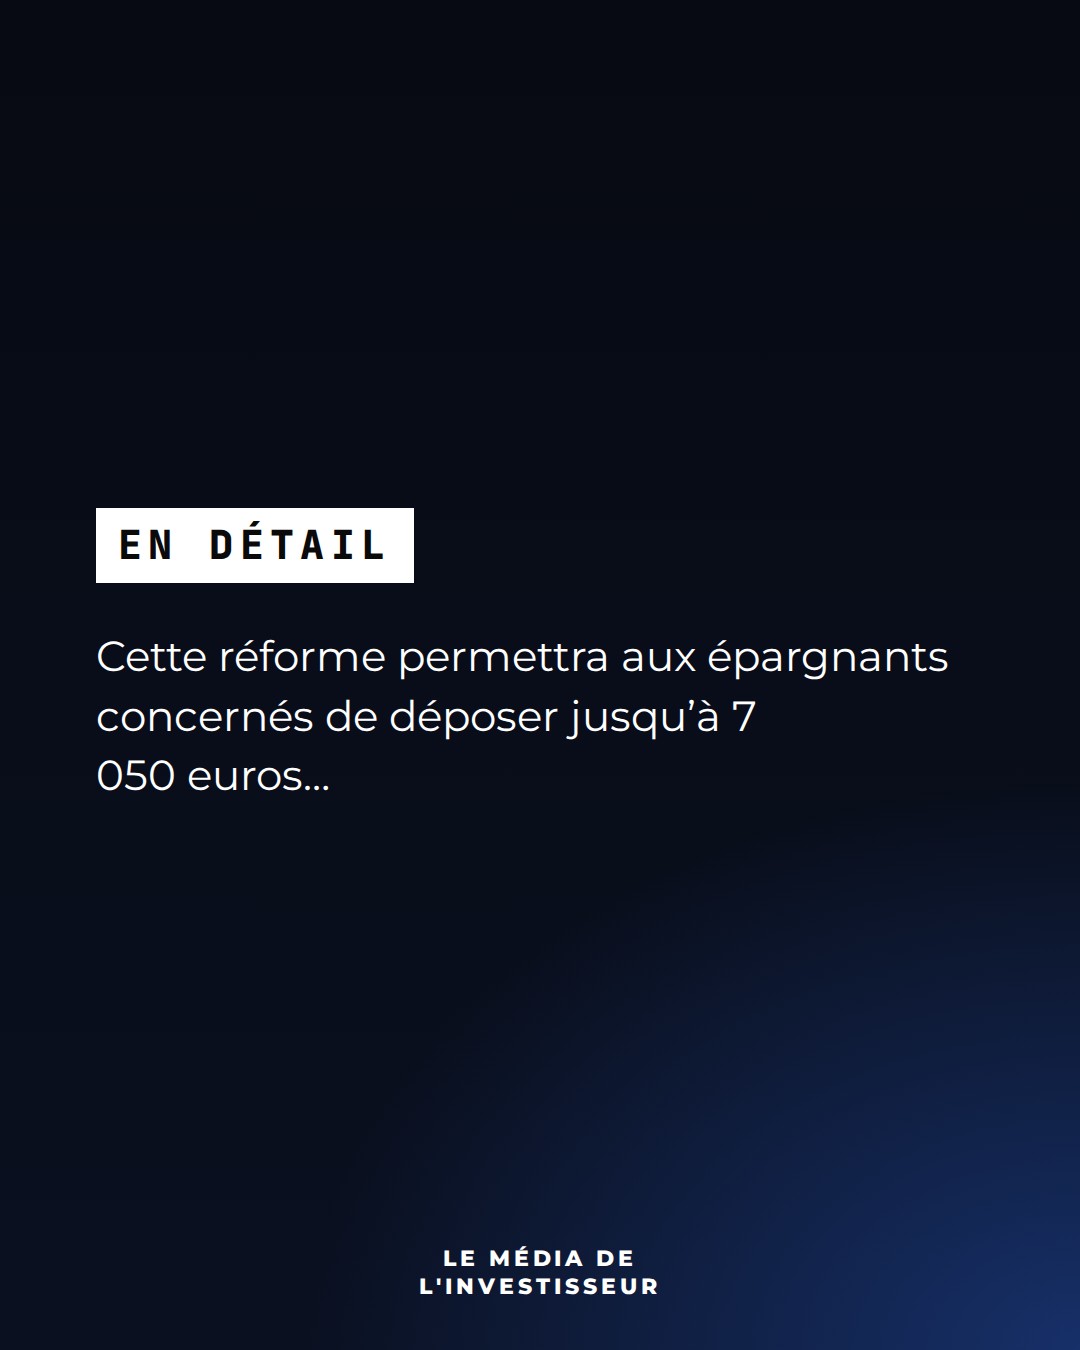 EN DÉTAIL
Cette réforme permettra aux épargnants
concernés de déposer jusqu’à 7
050 euros...
LE MÉDIA DE
L'INVESTISSEUR